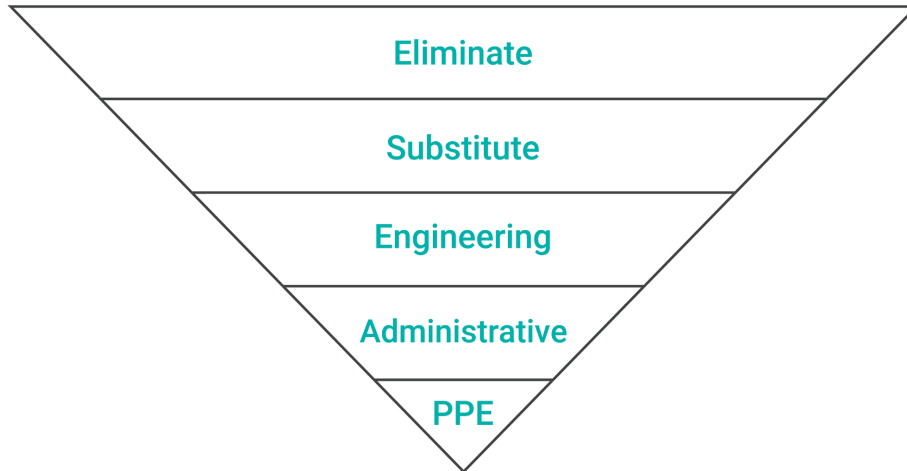 Eliminate
Substitute
Engineering
Administrative
PPE